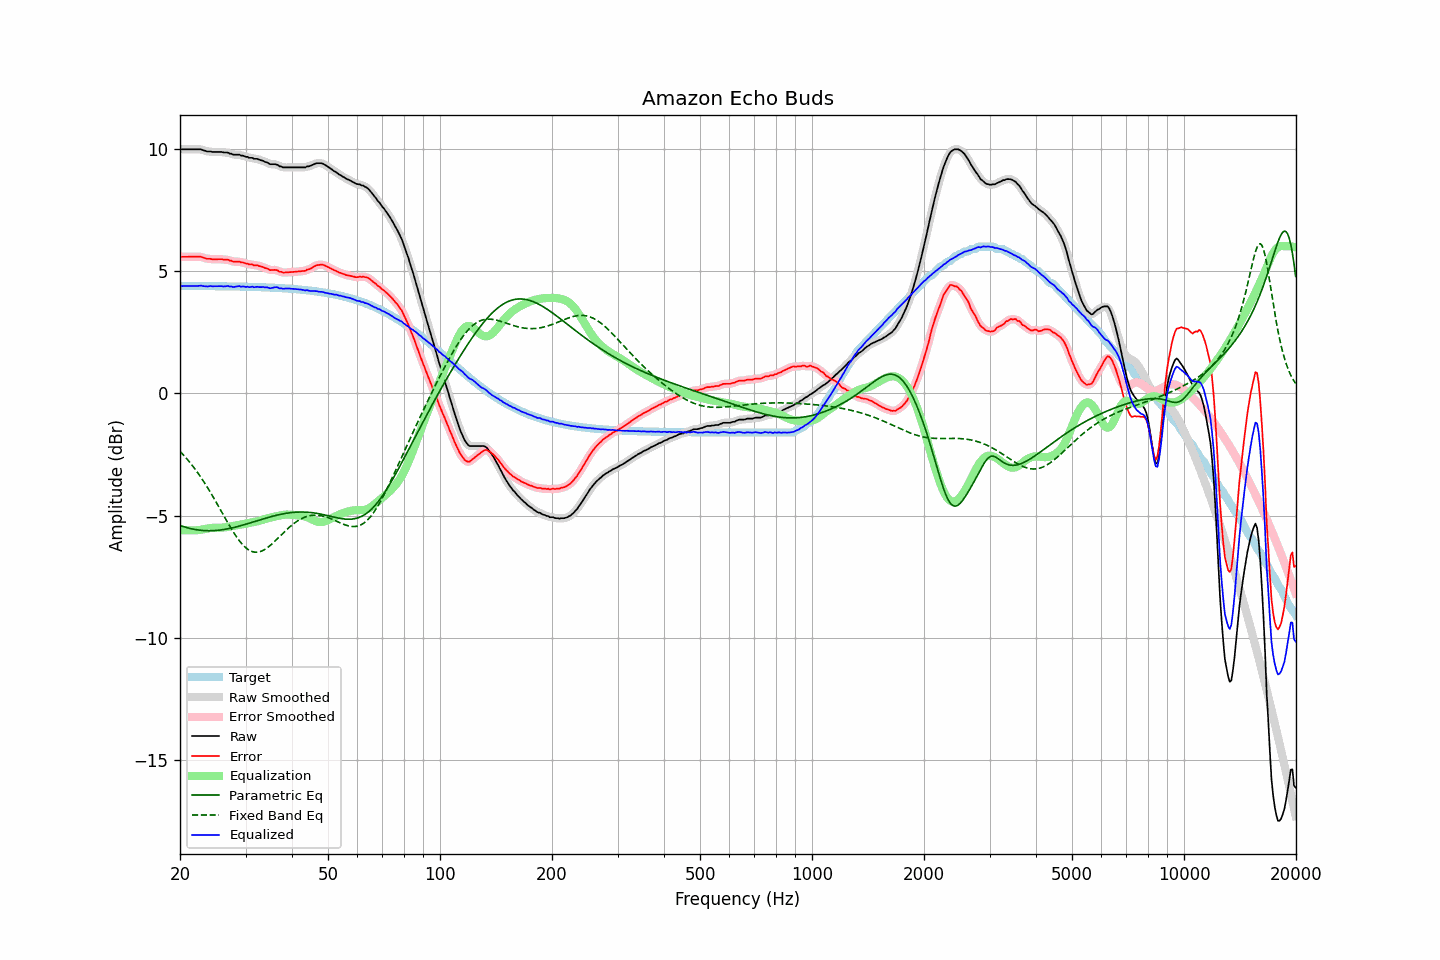 Amazon Echo Buds
Amplitude (dBr)
10
5
0
−5
−10
−15
Target
Raw Smoothed
Error Smoothed
Raw
Error
Equalization
Parametric Eq
Fixed Band Eq
Equalized
20
50
100
200
500
1000
2000
5000
10000
20000
Frequency (Hz)